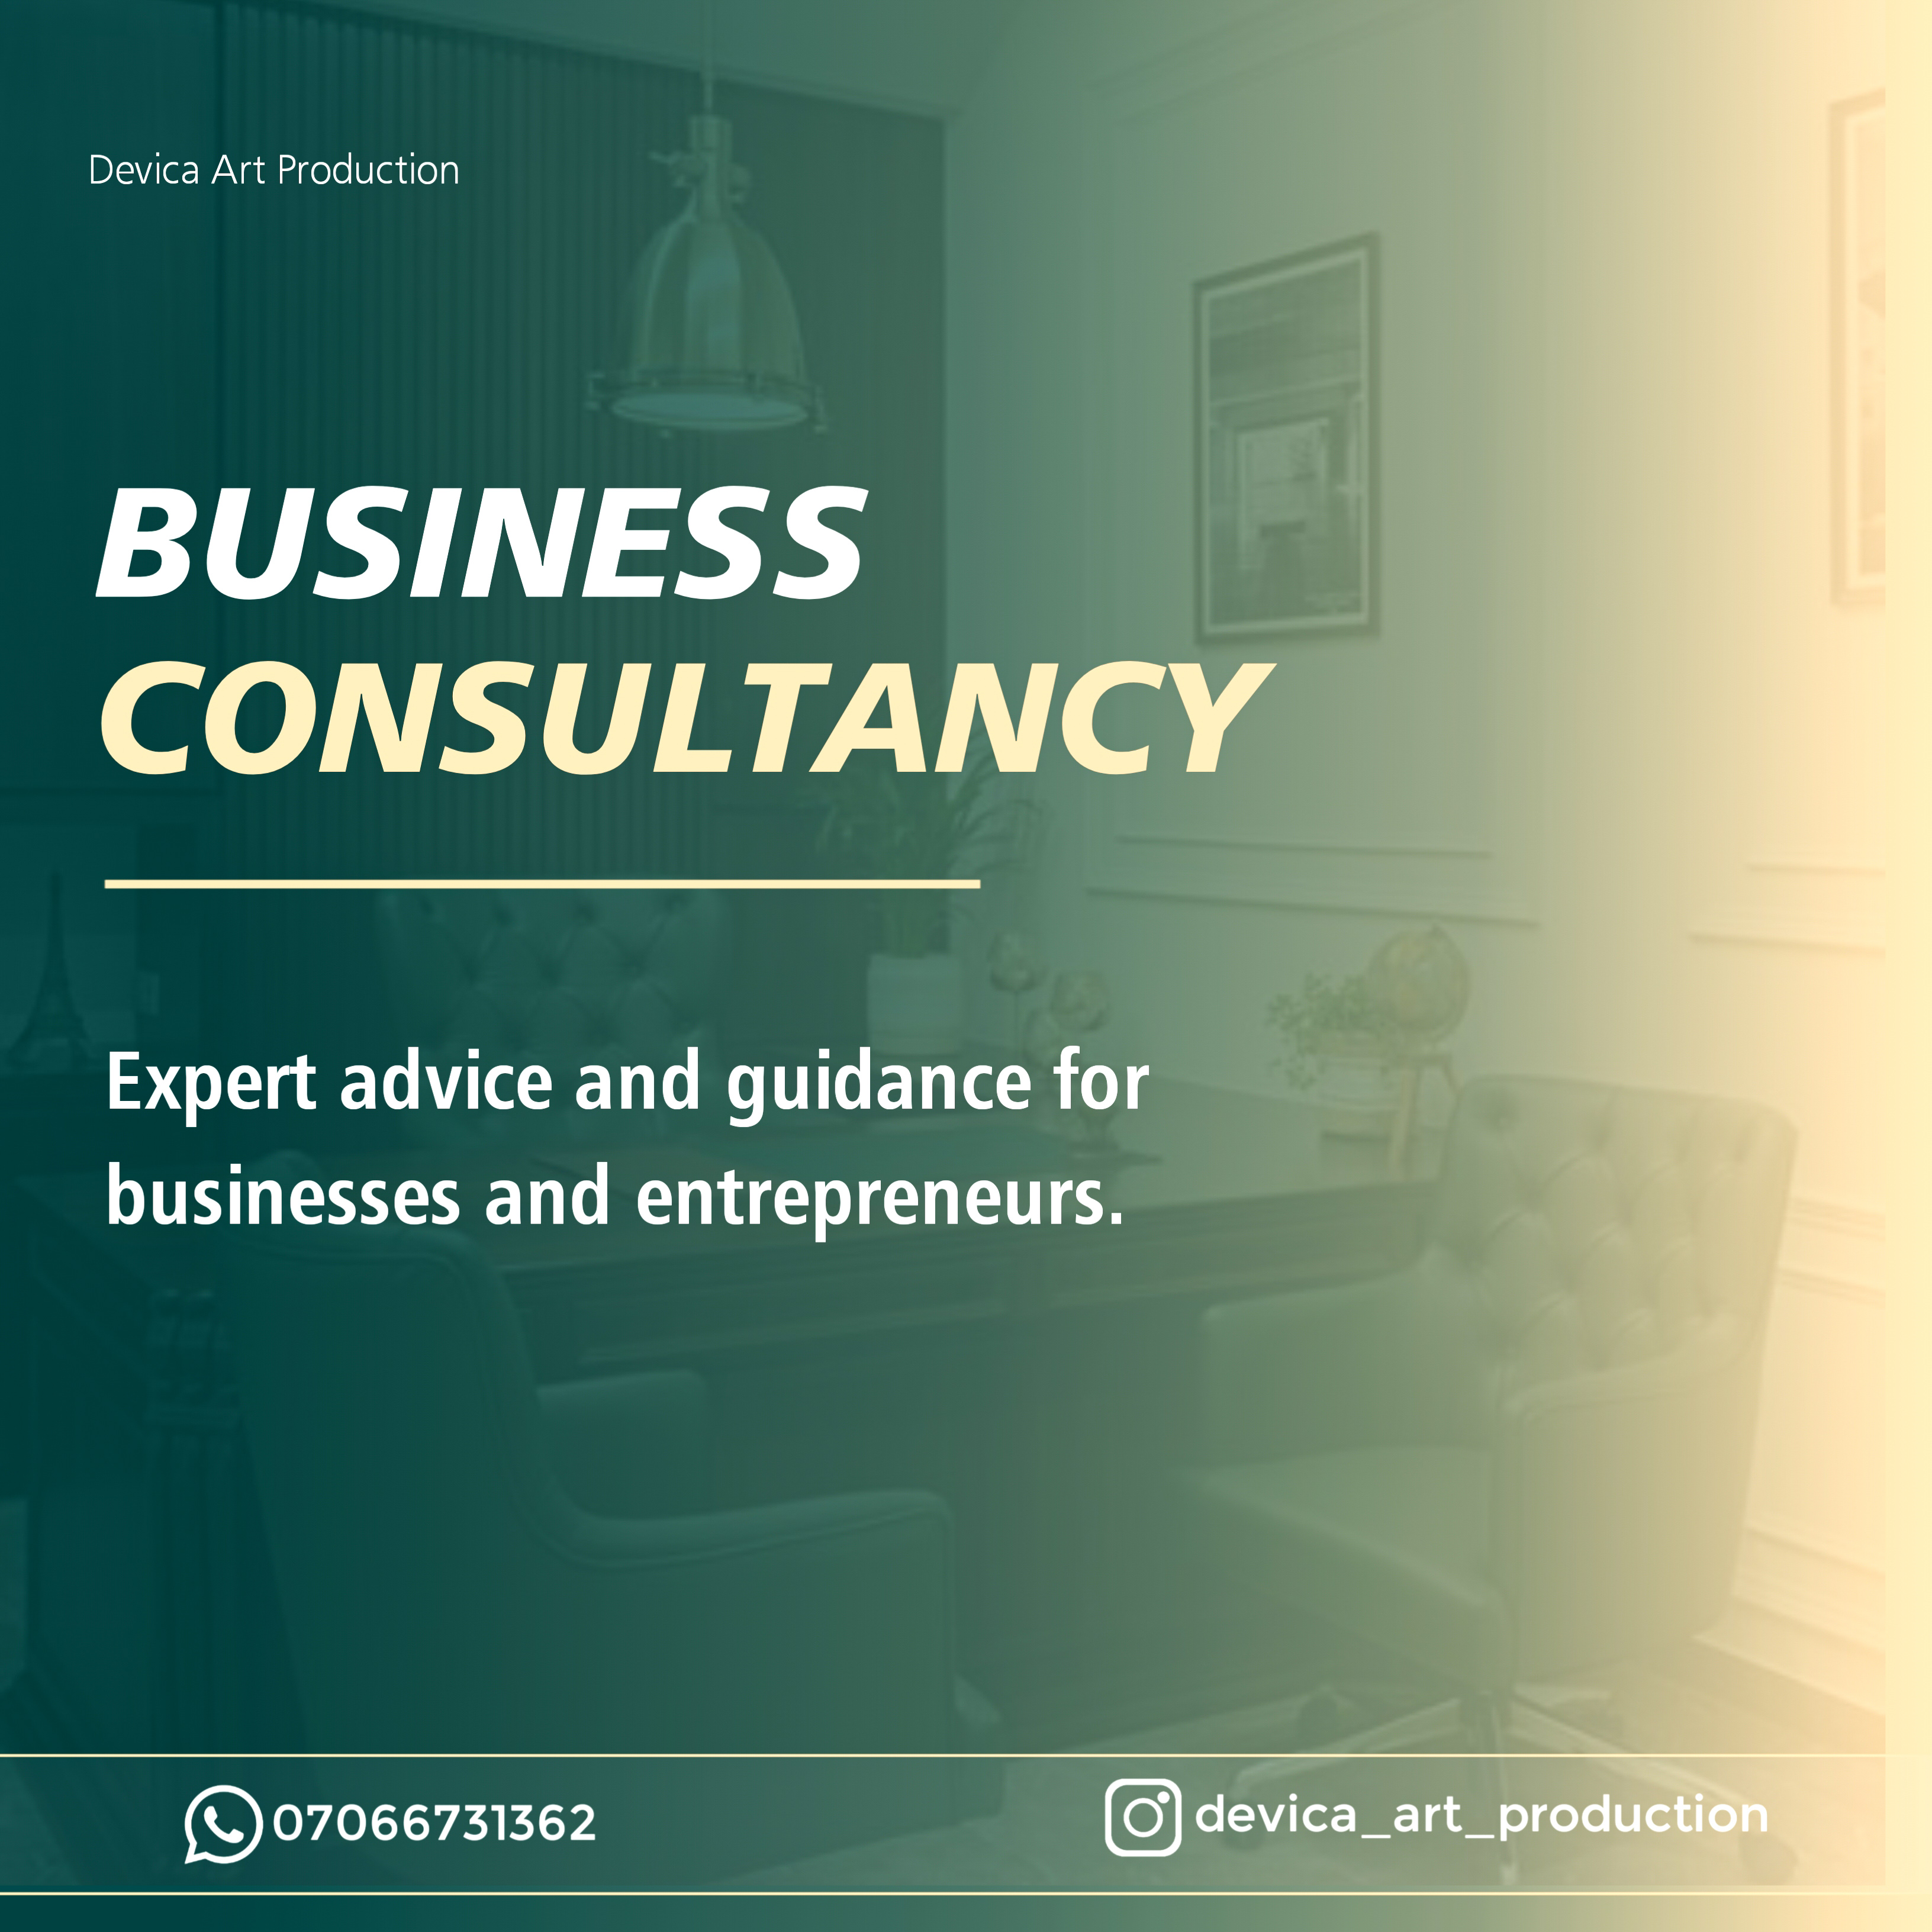 Devica Art Production
BUSINESS
CONSULTANCY
Expert advice and guidance for
businesses and entrepreneurs.
07066731362
devica_art_production